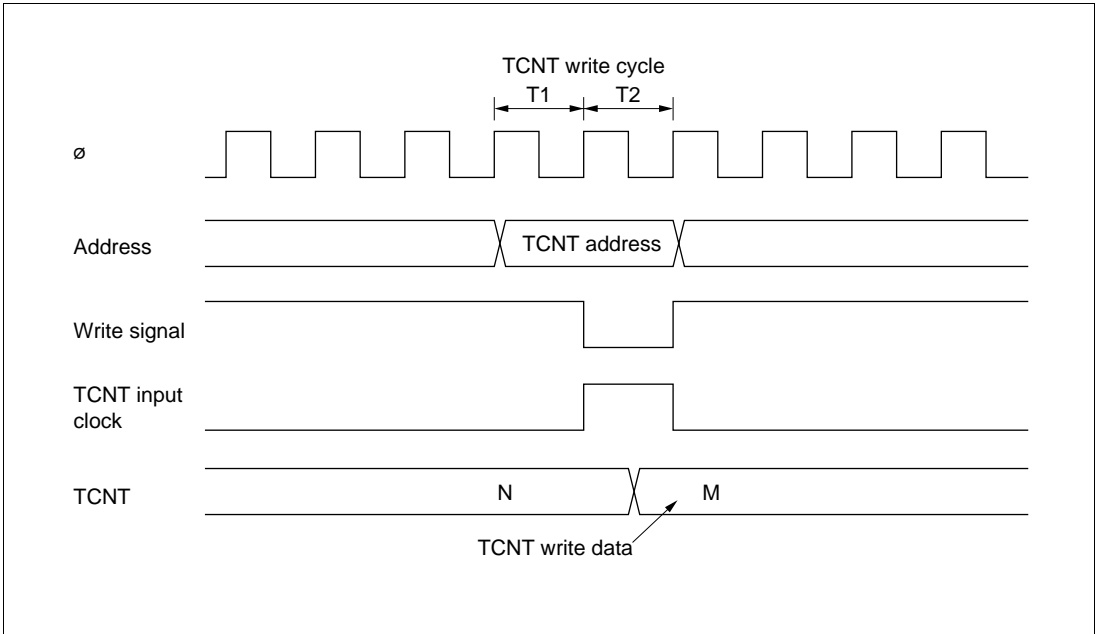 TCNT write cycle
T1 T2
ø
Address
TCNT address
Write signal
TCNT input
clock
TCNT
N
M
TCNT write data